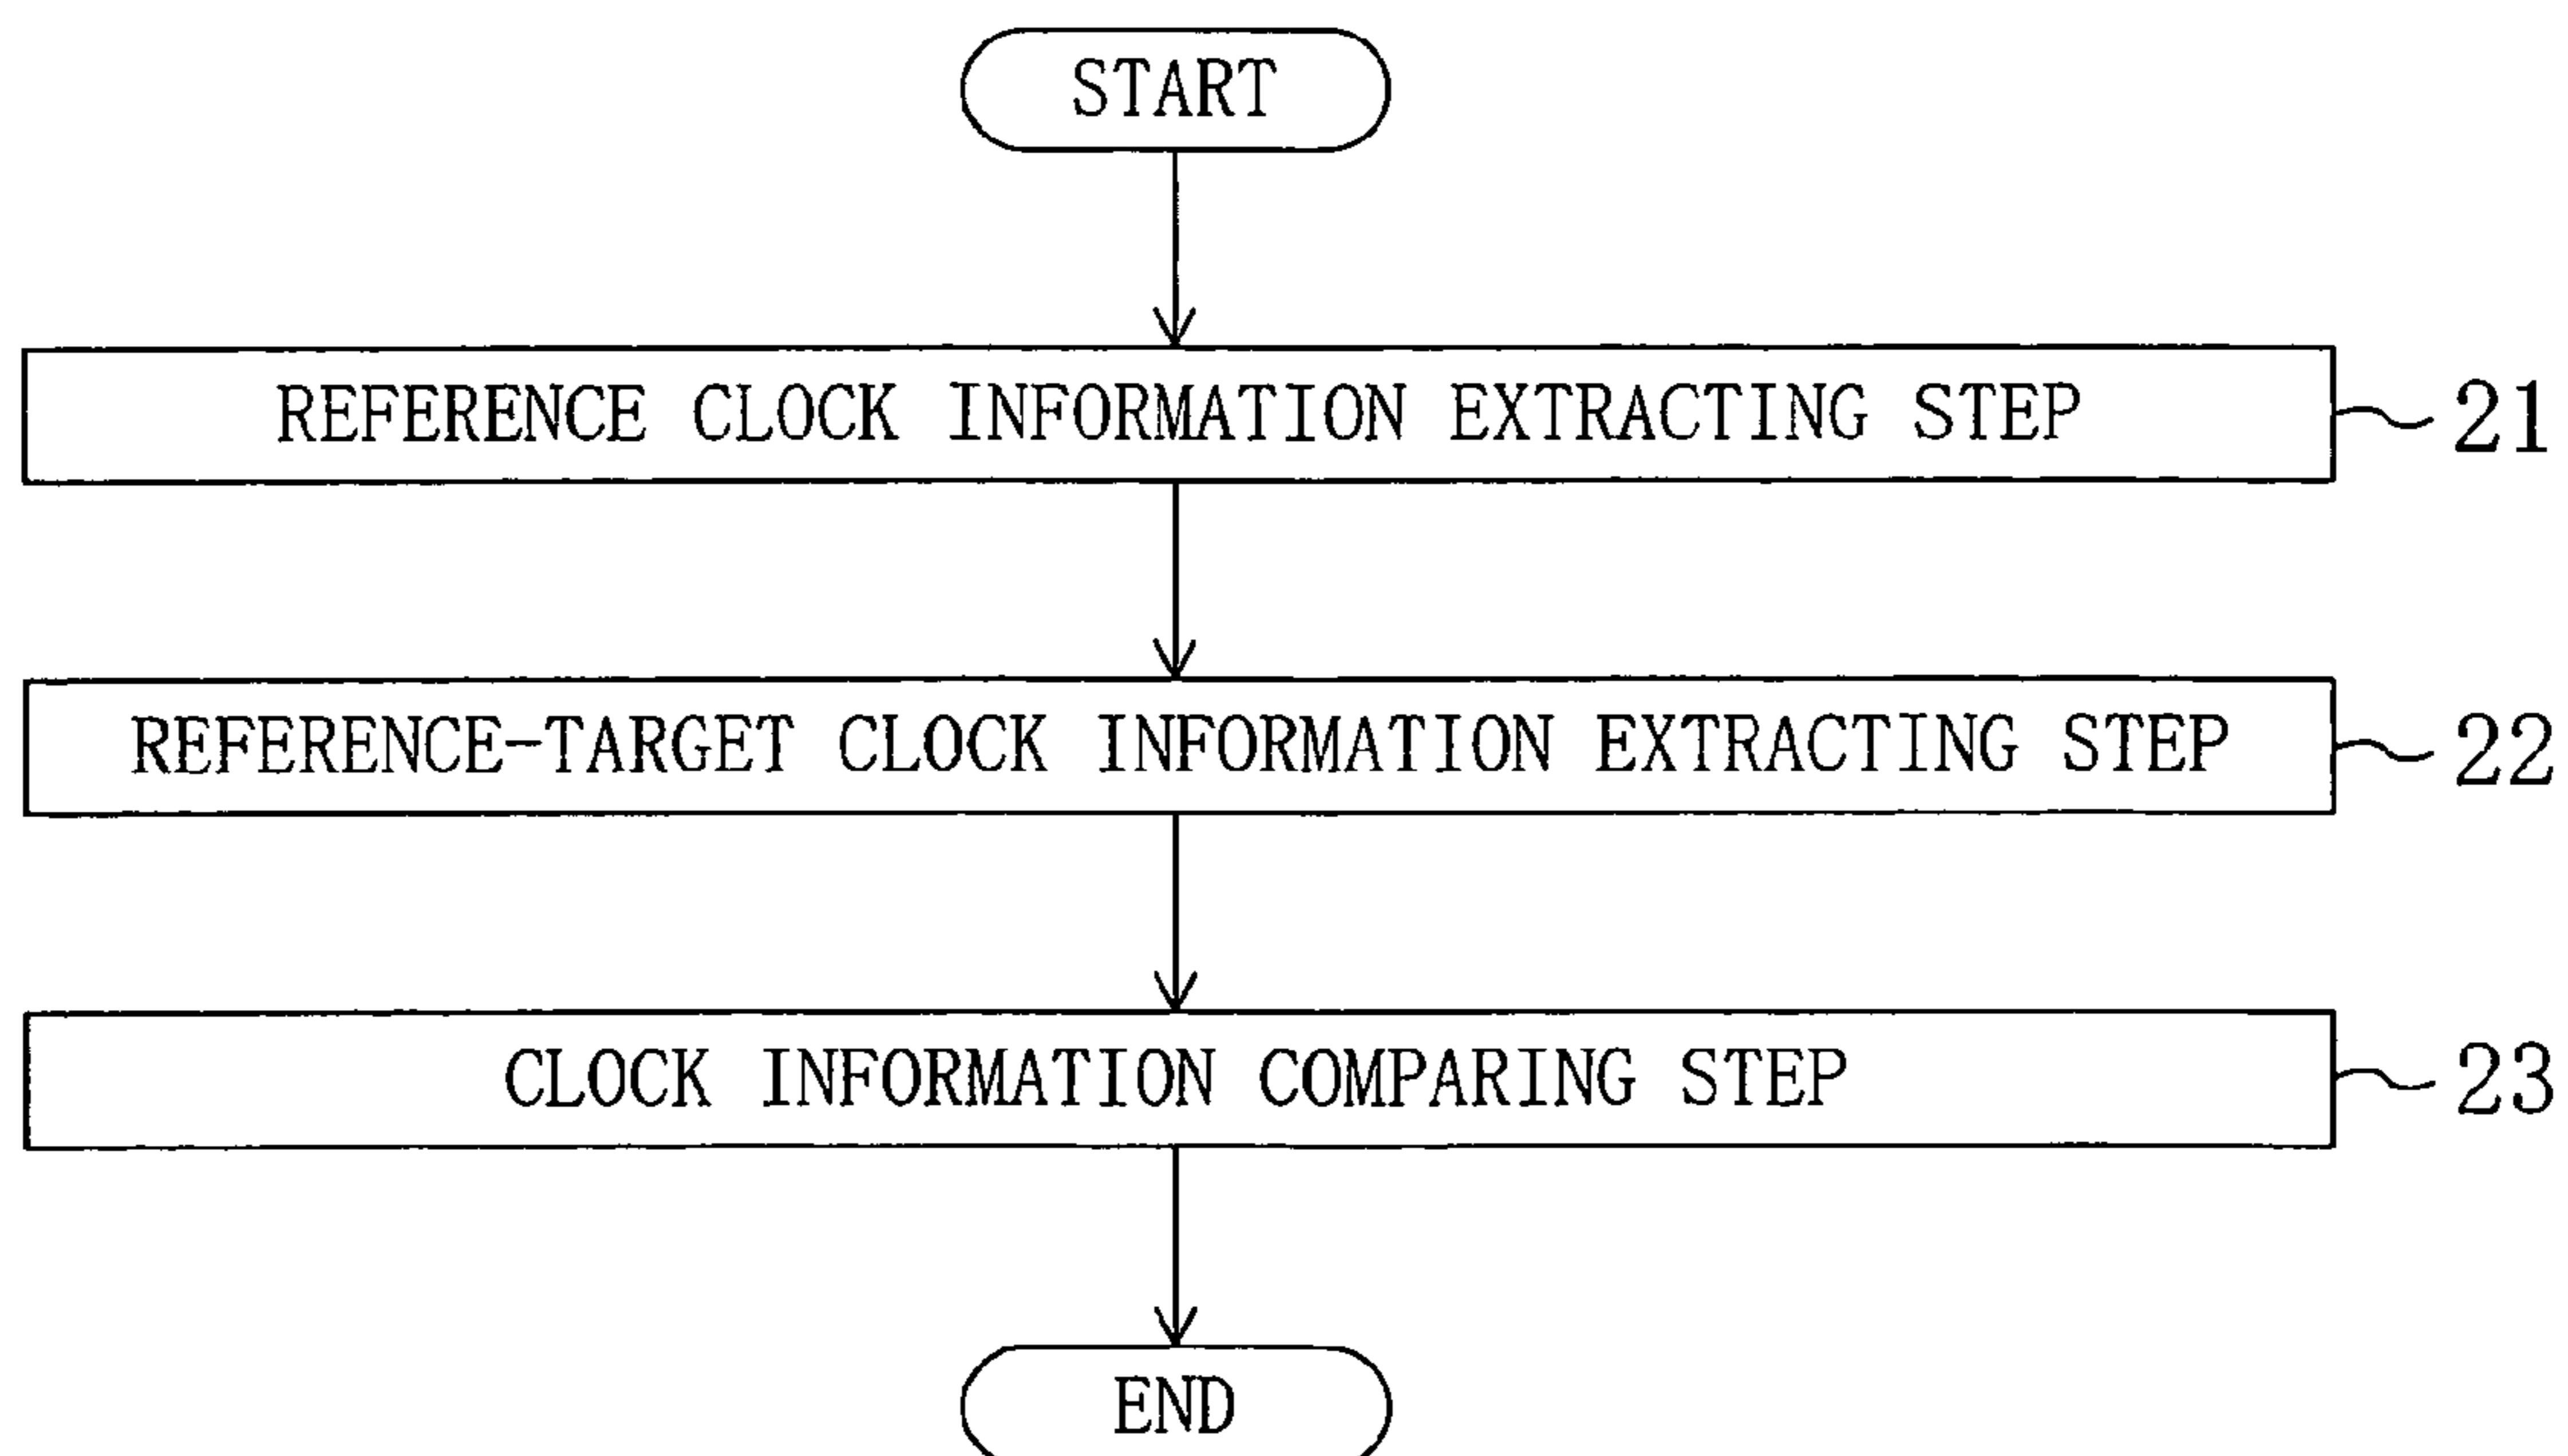 START
REFERENCE CLOCK INFORMATION EXTRACTING STEP 21
REFERENCE-TARGET CLOCK INFORMATION EXTRACTING STEP 22
CLOCK INFORMATION COMPARING STEP 23
END